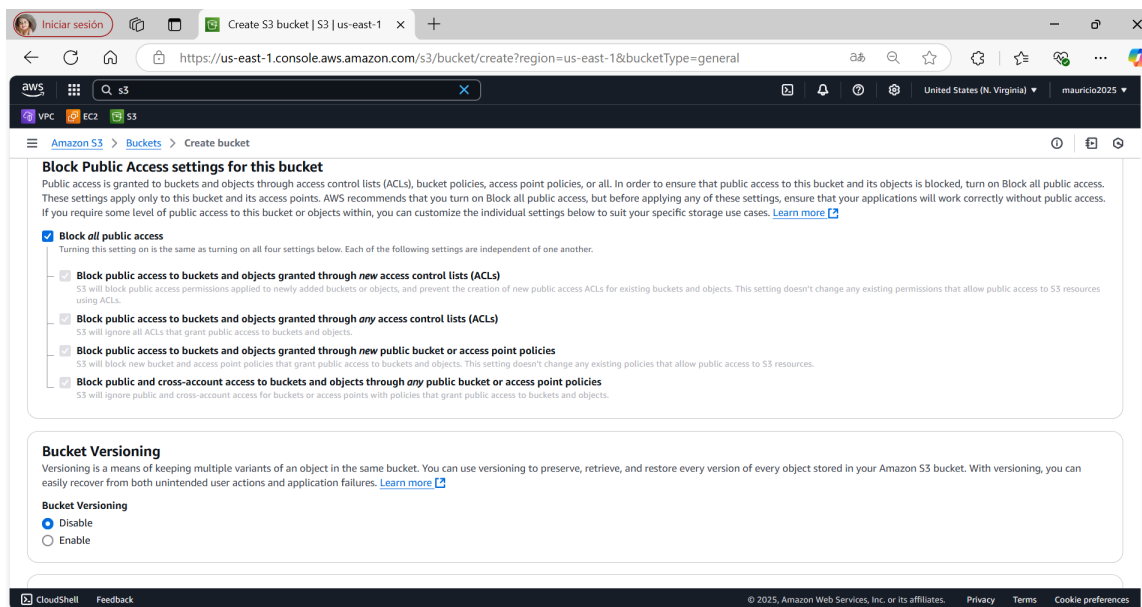 Iniciar sesión
Create S3 bucket | S3 | us-east-1
https://us-east-1.console.aws.amazon.com/s3/bucket/create?region=us-east-1&bucketType=general
aws
s3
United States (N. Virginia)
mauricio2025
VPC
EC2
S3
Amazon S3 > Buckets > Create bucket
Block Public Access settings for this bucket
Public access is granted to buckets and objects through access control lists (ACLs), bucket policies, access point policies, or all. In order to ensure that public access to this bucket and its objects is blocked, turn on Block all public access.
These settings apply only to this bucket and its access points. AWS recommends that you turn on Block all public access, but before applying any of these settings, ensure that your applications will work correctly without public access.
If you require some level of public access to this bucket or objects within, you can customize the individual settings below to suit your specific storage use cases. Learn more
Block all public access
Turning this setting on is the same as turning on all four settings below. Each of the following settings are independent of one another.
Block public access to buckets and objects granted through new access control lists (ACLs)
S3 will block public access permissions applied to newly added buckets or objects, and prevent the creation of new public access ACLs for existing buckets and objects. This setting doesn't change any existing permissions that allow public access to S3 resources
using ACLs.
Block public access to buckets and objects granted through any access control lists (ACLs)
S3 will ignore all ACLs that grant public access to buckets and objects.
Block public access to buckets and objects granted through new public bucket or access point policies
S3 will block new bucket and access point policies that grant public access to buckets and objects. This setting doesn't change any existing policies that allow public access to S3 resources.
Block public and cross-account access to buckets and objects through any public bucket or access point policies
S3 will ignore public and cross-account access for buckets or access points with policies that grant public access to buckets and objects.
Bucket Versioning
Versioning is a means of keeping multiple variants of an object in the same bucket. You can use versioning to preserve, retrieve, and restore every version of every object stored in your Amazon S3 bucket. With versioning, you can
easily recover from both unintended user actions and application failures. Learn more
Bucket Versioning
Disable
Enable
CloudShell
Feedback
© 2025, Amazon Web Services, Inc. or its affiliates.
Privacy
Terms
Cookie preferences